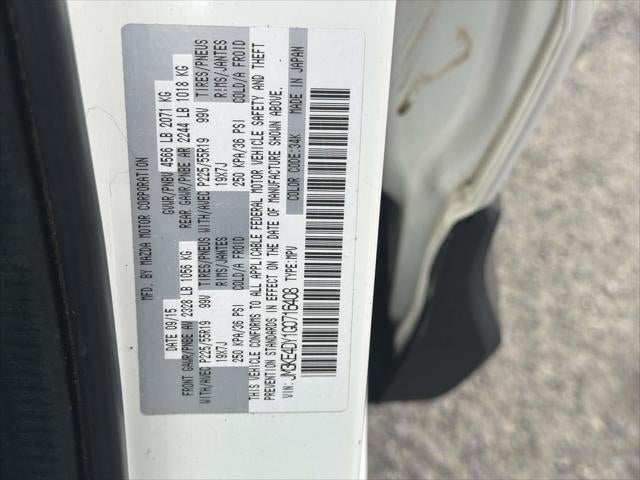 MFD. BY MAZDA MOTOR CORPORATION
DATE 09/15 GVWR/PNBV 4566 LB 2071 KG
FRONT GAWR/PNBE AV 2328 LB 1056 KG REAR GAWR/PNBE AR 2244 LB 1018 KG
WITH/AVEC TIRES/PNEUS P225/55R19 99V WITH/AVEC TIRES/PNEUS P225/55R19 99V
RIMS/JANTES 19X7J RIMS/JANTES 19X7J
COLD/A FROID 250 KPA/36 PSI COLD/A FROID 250 KPA/36 PSI
THIS VEHICLE CONFORMS TO ALL APPLICABLE FEDERAL MOTOR VEHICLE SAFETY AND THEFT
PREVENTION STANDARDS IN EFFECT ON THE DATE OF MANUFACTURE SHOWN ABOVE.
VIN: JM3KE4DY1G0716408 TYPE:MPV COLOR CODE:34K MADE IN JAPAN